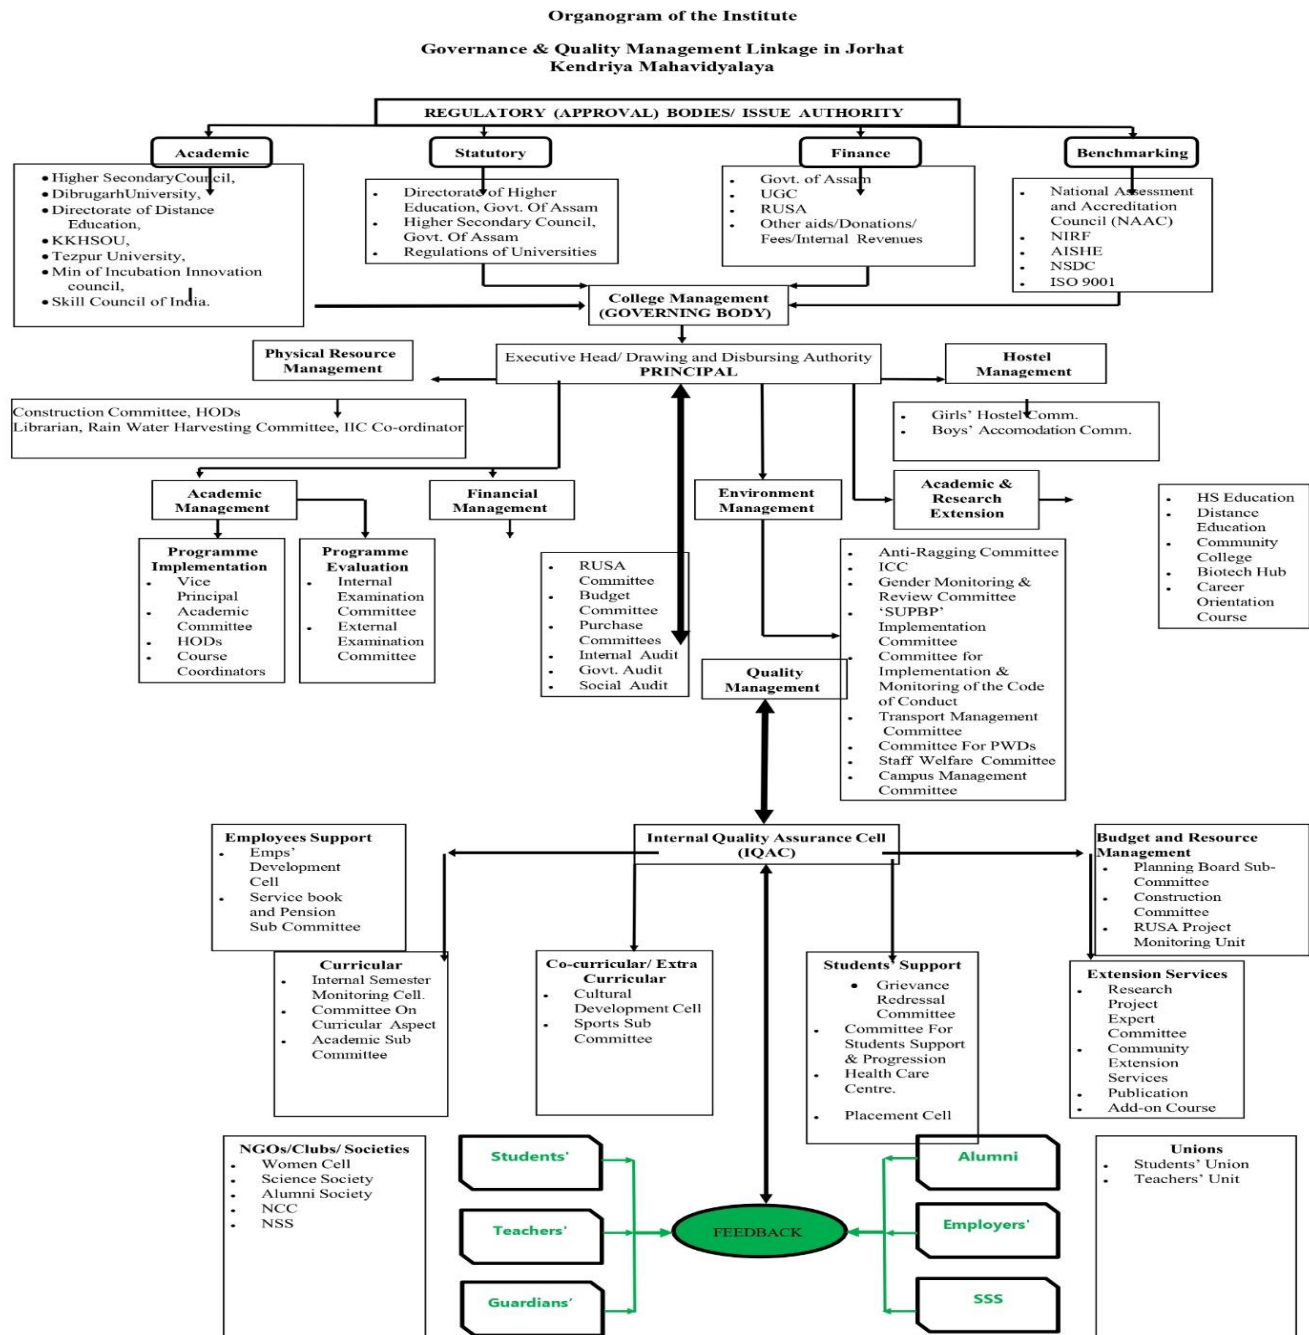 Organogram of the Institute
Governance & Quality Management Linkage in Jorhat
Kendriya Mahavidyalaya
REGULATORY (APPROVAL) BODIES/ ISSUE AUTHORITY
Academic
• Higher SecondaryCouncil,
• DibrugarhUniversity,
• Directorate of Distance
Education,
• KKHSOU,
• Tezpur University,
• Min of Incubation Innovation
council,
• Skill Council of India.
Statutory
• Directorate of Higher
Education, Govt. Of Assam
• Higher Secondary Council,
Govt. Of Assam
• Regulations of Universities
Finance
• Govt. of Assam
• UGC
• RUSA
• Other aids/Donations/
Fees/Internal Revenues
Benchmarking
• National Assessment
and Accreditation
Council (NAAC)
• NIRF
• AISHE
• NSDC
• ISO 9001
College Management
(GOVERNING BODY)
Executive Head/ Drawing and Disbursing Authority
PRINCIPAL
Physical Resource
Management
Construction Committee, HODs
Librarian, Rain Water Harvesting Committee, IIC Co-ordinator
Hostel
Management
• Girls' Hostel Comm.
• Boys' Accomodation Comm.
Academic
Management
Financial
Management
Environment
Management
Academic &
Research
Extension
• HS Education
• Distance
Education
• Community
College
• Biotech Hub
• Career
Orientation
Course
Programme
Implementation
• Vice
Principal
• Academic
Committee
• HODs
• Course
Coordinators
Programme
Evaluation
• Internal
Examination
Committee
• External
Examination
Committee
• RUSA
Committee
• Budget
Committee
• Purchase
Committees
• Internal Audit
• Govt. Audit
• Social Audit
• Anti-Ragging Committee
• ICC
• Gender Monitoring &
Review Committee
• ‘SUPBP’
Implementation
Committee
• Committee for
Implementation &
Monitoring of the Code
of Conduct
• Transport Management
Committee
• Committee For PWDs
• Staff Welfare Committee
• Campus Management
Committee
Quality
Management
Internal Quality Assurance Cell
(IQAC)
Employees Support
• Emps'
Development
Cell
• Service book
and Pension
Sub Committee
Budget and Resource
Management
• Planning Board Sub-
Committee
• Construction
Committee
• RUSA Project
Monitoring Unit
Curricular
• Internal Semester
Monitoring Cell.
• Committee On
Curricular Aspect
• Academic Sub
Committee
Co-curricular/ Extra
Curricular
• Cultural
Development Cell
• Sports Sub
Committee
Students' Support
• Grievance
Redressal
Committee
• Committee For
Students Support
& Progression
• Health Care
Centre.
• Placement Cell
Extension Services
• Research
Project
Expert
Committee
• Community
Extension
Services
• Publication
• Add-on Course
NGOs/Clubs/ Societies
• Women Cell
• Science Society
• Alumni Society
• NCC
• NSS
Students'
Teachers'
Guardians'
FEEDBACK
Alumni
Employers'
SSS
Unions
• Students' Union
• Teachers' Unit